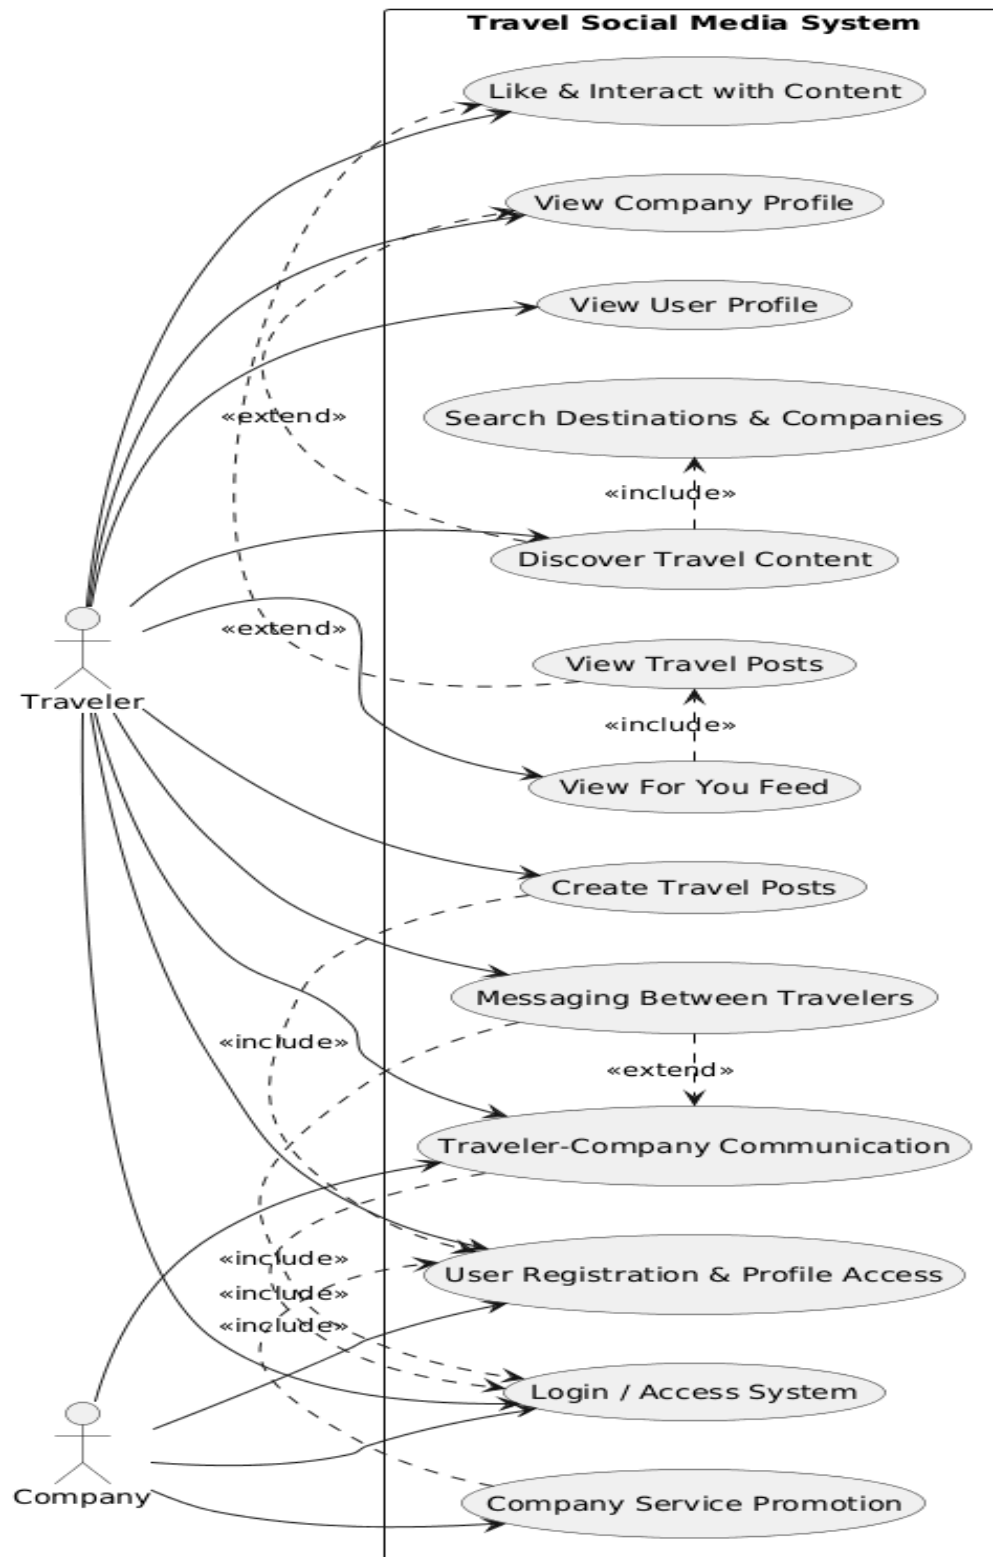 Travel Social Media System
Like & Interact with Content
View Company Profile
View User Profile
«extend»
Search Destinations & Companies
«include»
Discover Travel Content
«extend»
View Travel Posts
Traveler
«include»
View For You Feed
Create Travel Posts
Messaging Between Travelers
«include»
«extend»
Traveler-Company Communication
«include»
User Registration & Profile Access
«include»
«include»
Login / Access System
Company
Company Service Promotion